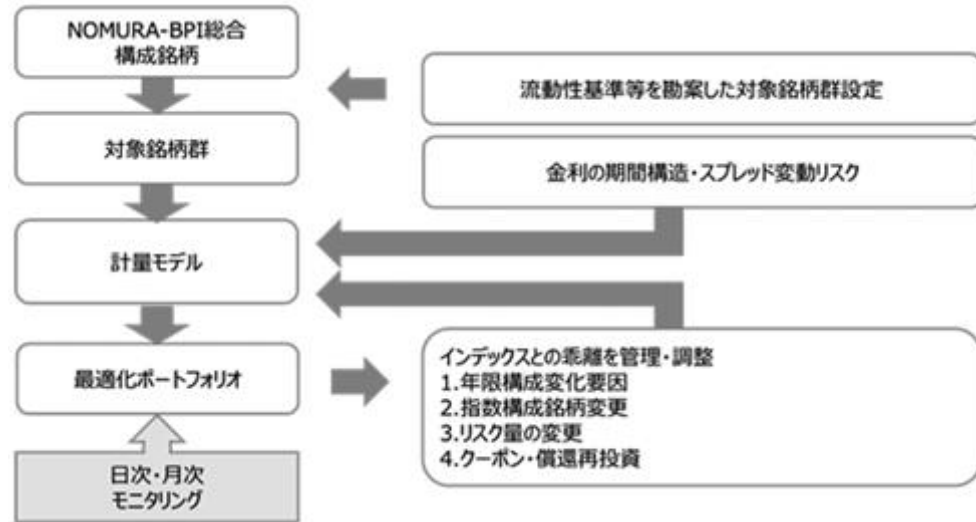 NOMURA-BPI総合
構成銘柄
流動性基準等を勘案した対象銘柄群設定
対象銘柄群
金利の期間構造・スプレッド変動リスク
計量モデル
最適化ポートフォリオ
インデックスとの乖離を管理・調整
1.年限構成変化要因
2.指数構成銘柄変更
3.リスク量の変更
4.クーポン・償還再投資
日次・月次
モニタリング